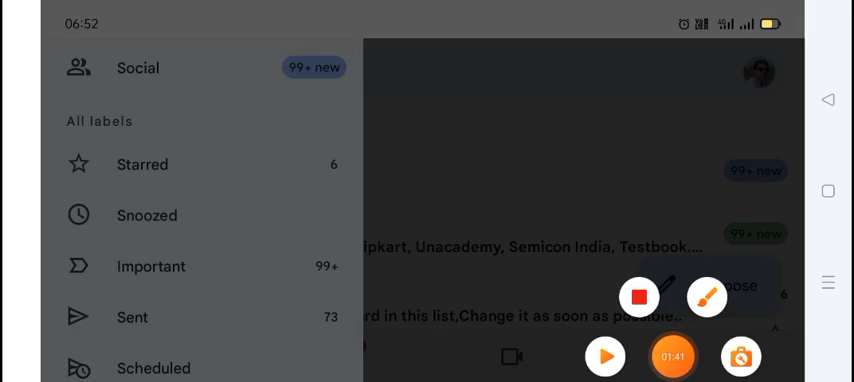 06:52
Social 99+ new
All labels
Starred 6
99+ new
Snoozed
99+ new
ipkart, Unacademy, Semicon India, Testbook....
Important 99+
pose
6
Sent 73
rd in this list,Change it as soon as possible..
01:41
Scheduled